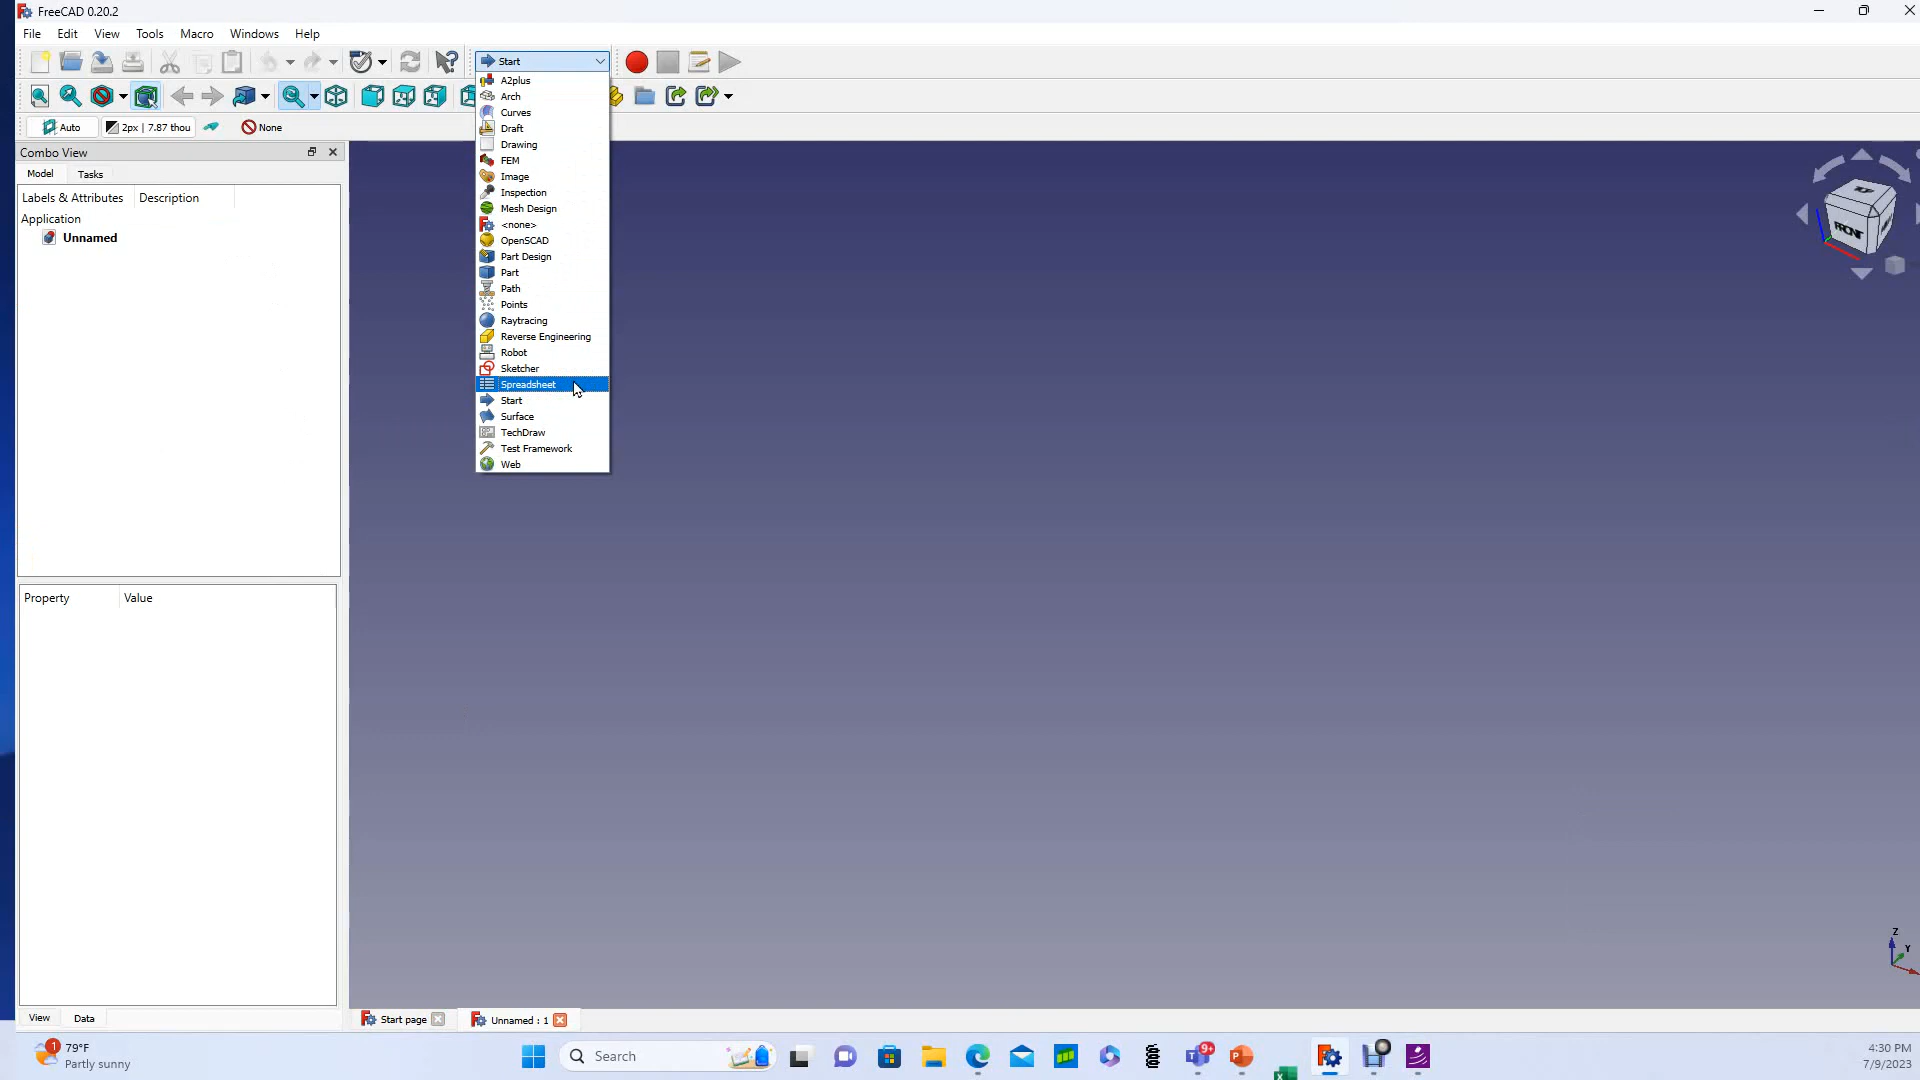 FreeCAD 0.20.2
File Edit View Tools Macro Windows Help
Start
A2plus
Arch
Curves
Draft
Drawing
FEM
Image
Inspection
Mesh Design
<none>
OpenSCAD
Part Design
Part
Path
Points
Raytracing
Reverse Engineering
Robot
Sketcher
Spreadsheet
Start
Surface
TechDraw
Test Framework
Web
Auto 2px | 7.87 thou None
Combo View
Model Tasks
Labels & Attributes Description
Application
Unnamed
Property Value
View Data
Start page Unnamed : 1
FRONT
Z
Y
1
79°F
Partly sunny
Search
9+
4:30 PM
7/9/2023